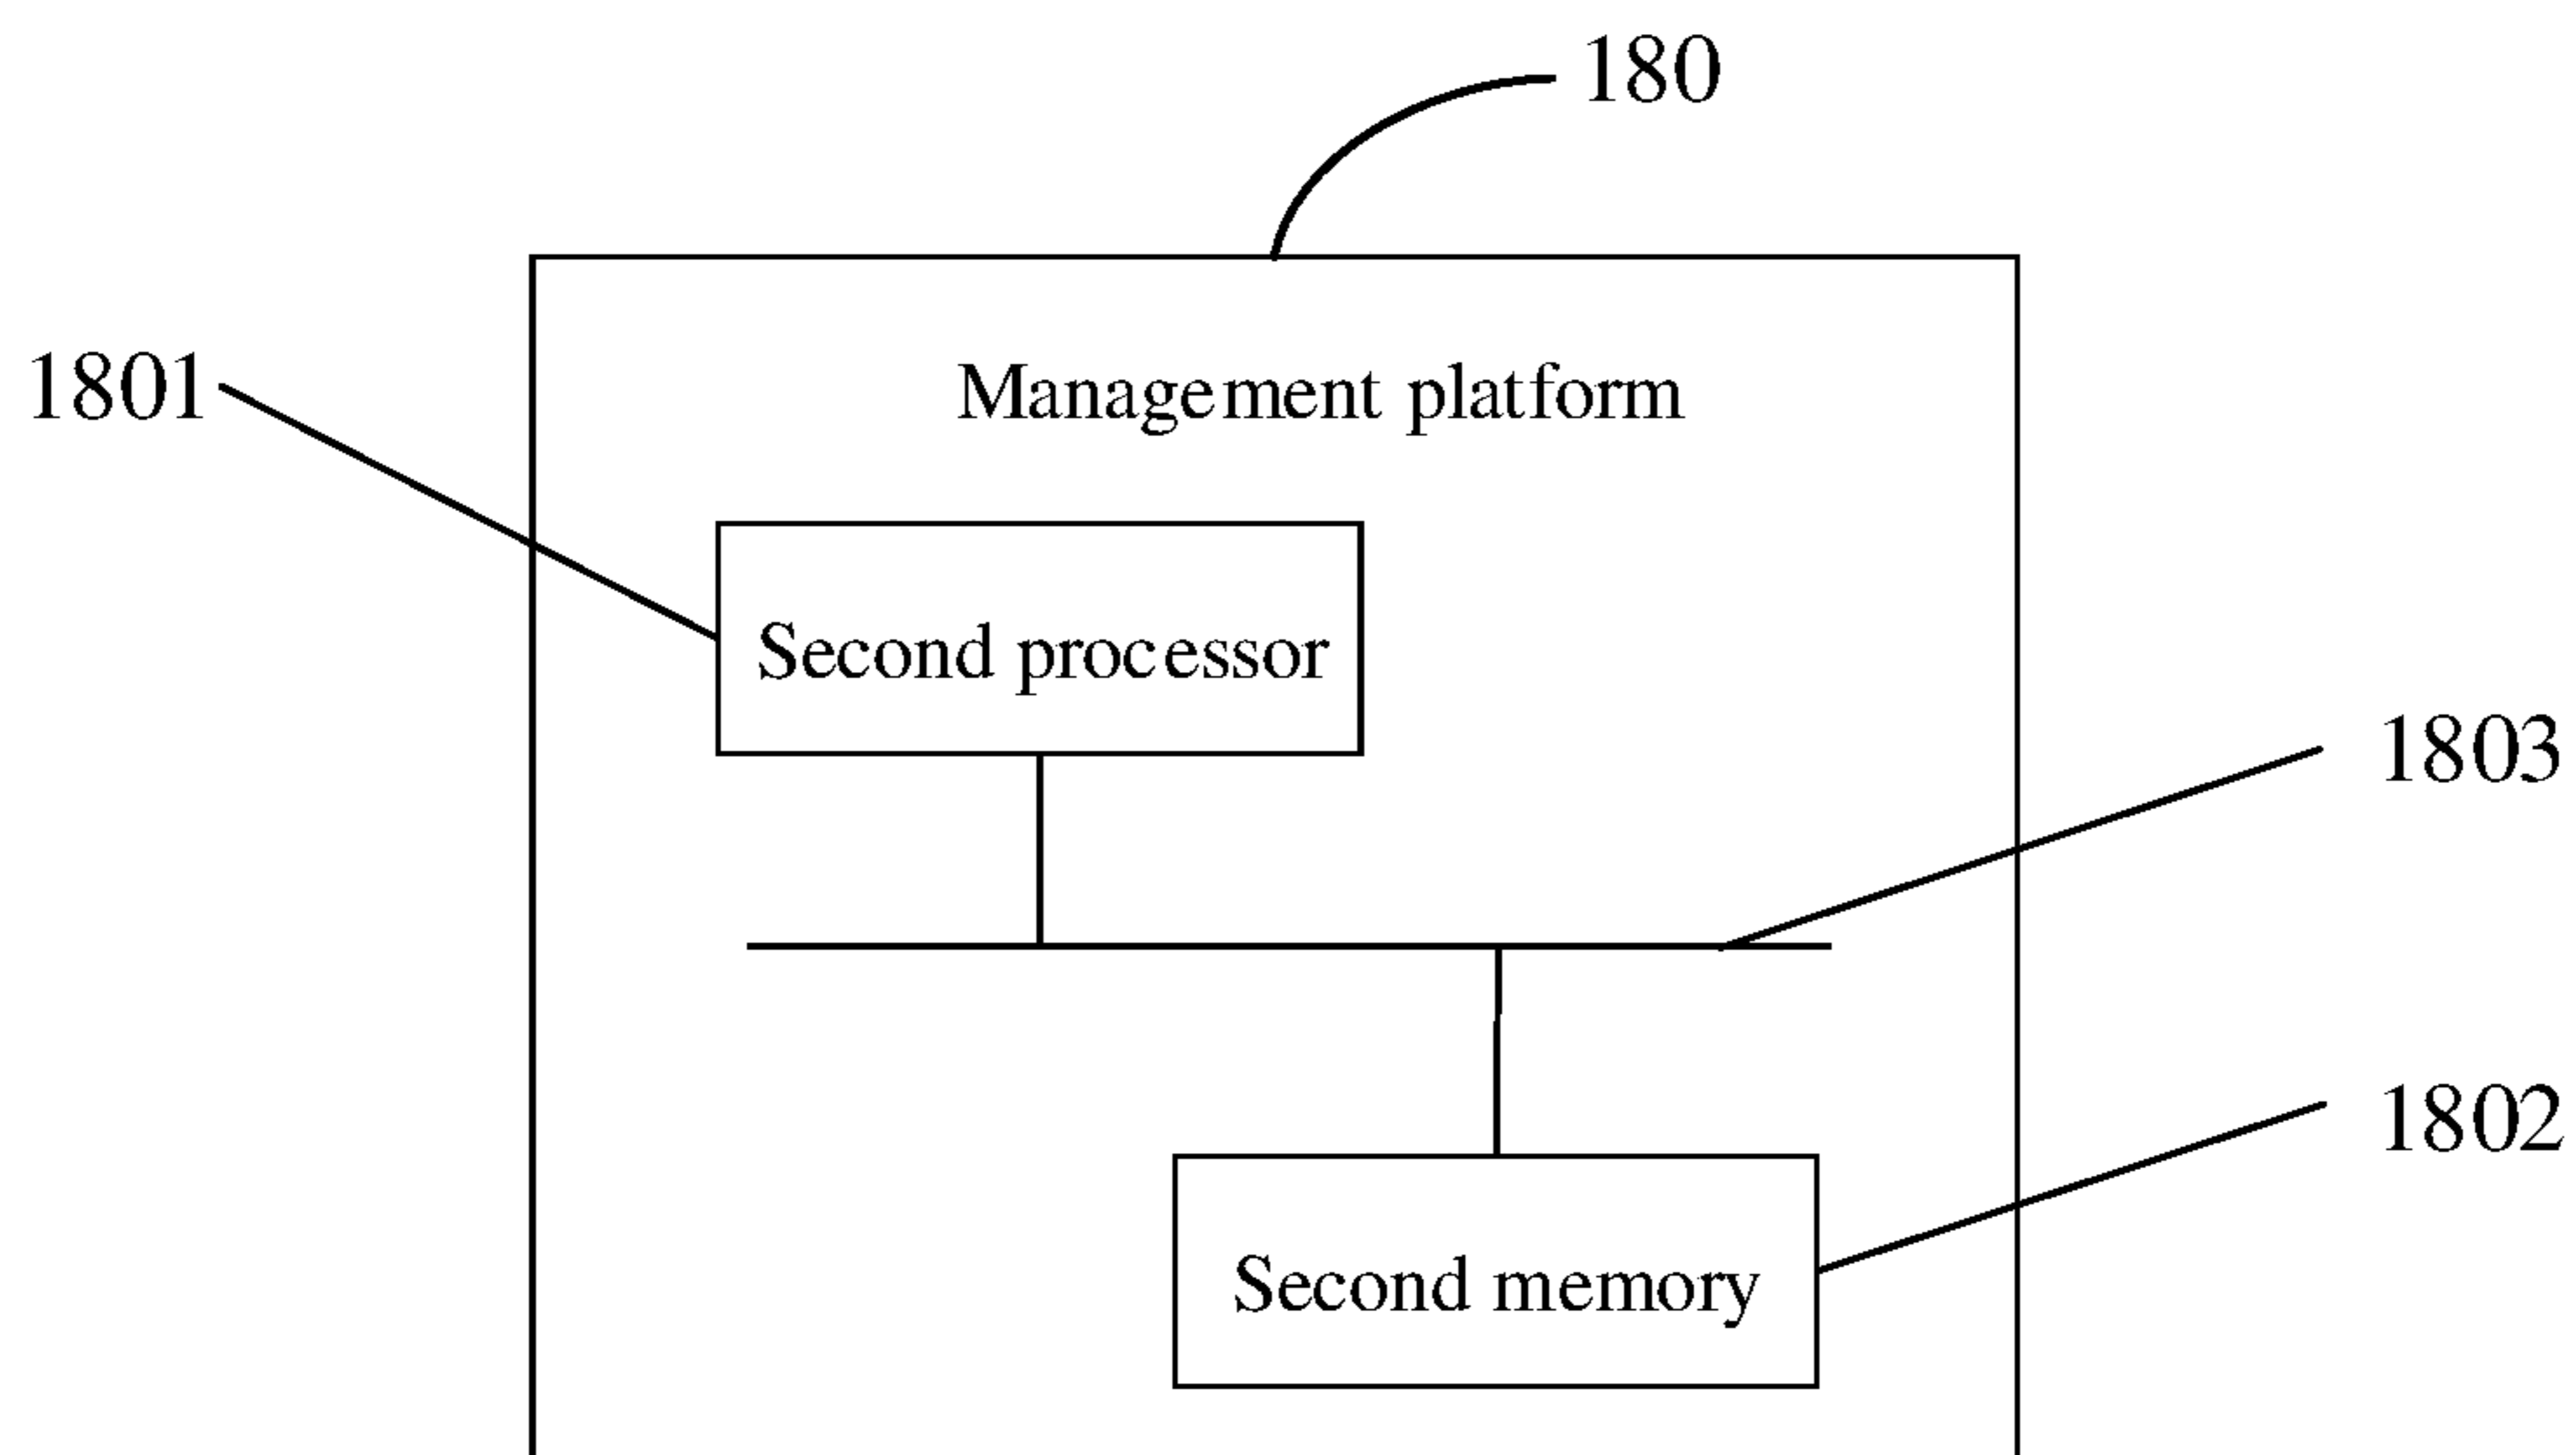 180
1801
Management platform
Second processor
1803
1802
Second memory